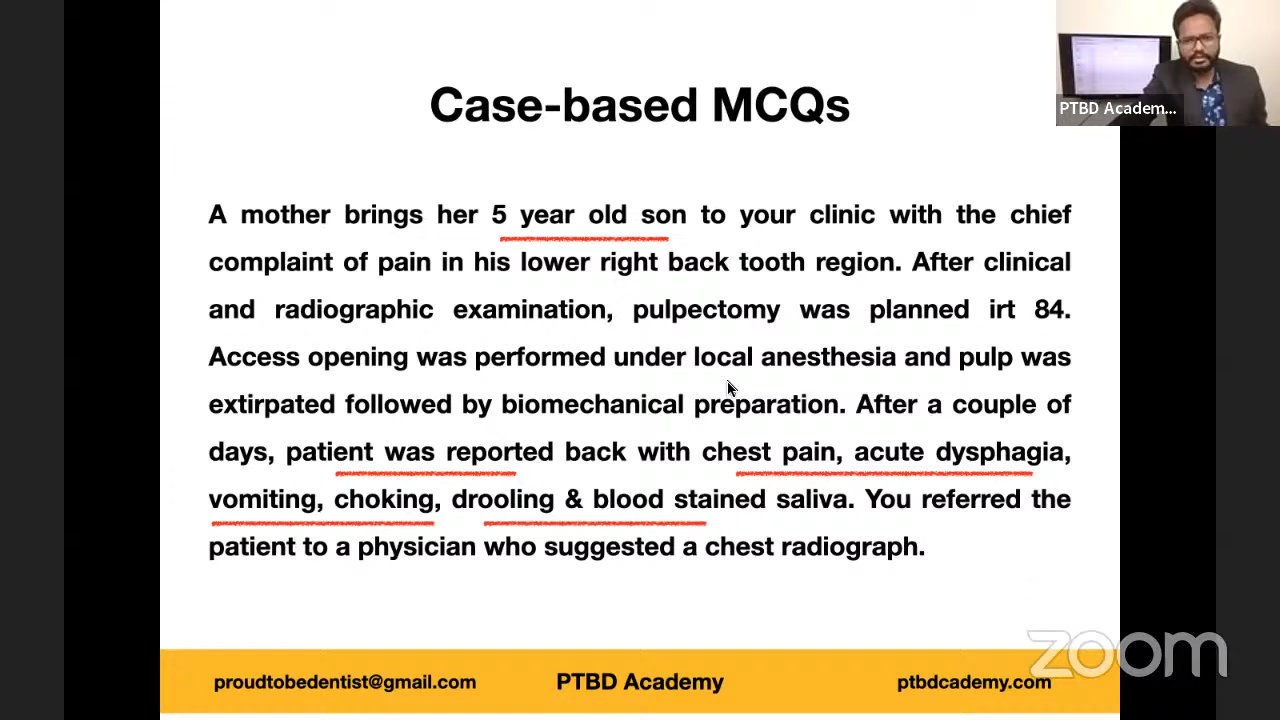 Case-based MCQs
PTBD Academ...
A mother brings her 5 year old son to your clinic with the chief
complaint of pain in his lower right back tooth region. After clinical
and radiographic examination, pulpectomy was planned irt 84.
Access opening was performed under local anesthesia and pulp was
extirpated followed by biomechanical preparation. After a couple of
days, patient was reported back with chest pain, acute dysphagia,
vomiting, choking, drooling & blood stained saliva. You referred the
patient to a physician who suggested a chest radiograph.
zoom
proudtobedentist@gmail.com
PTBD Academy
ptbdcademy.com